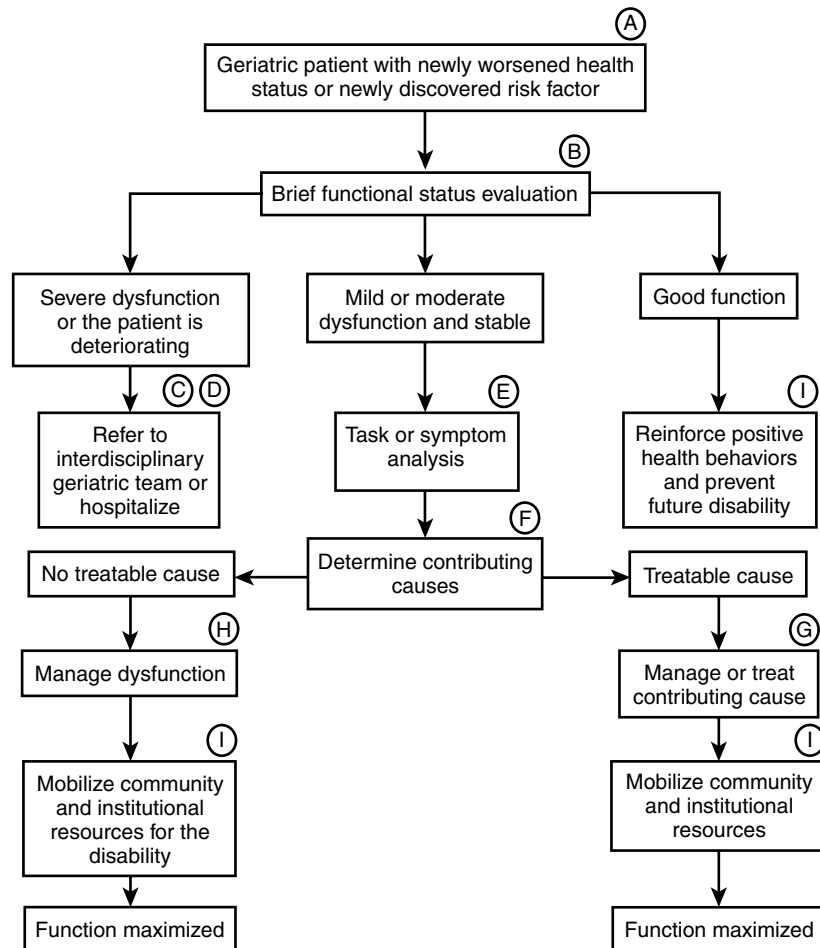 A
Geriatric patient with newly worsened health
status or newly discovered risk factor
B
Brief functional status evaluation
Severe dysfunction
or the patient is
deteriorating
Mild or moderate
dysfunction and stable
Good function
C D
Refer to
interdisciplinary
geriatric team or
hospitalize
E
Task or symptom
analysis
I
Reinforce positive
health behaviors
and prevent
future disability
F
No treatable cause
Determine contributing
causes
Treatable cause
H
Manage dysfunction
G
Manage or treat
contributing cause
I
Mobilize community
and institutional
resources for the
disability
I
Mobilize community
and institutional
resources
Function maximized
Function maximized